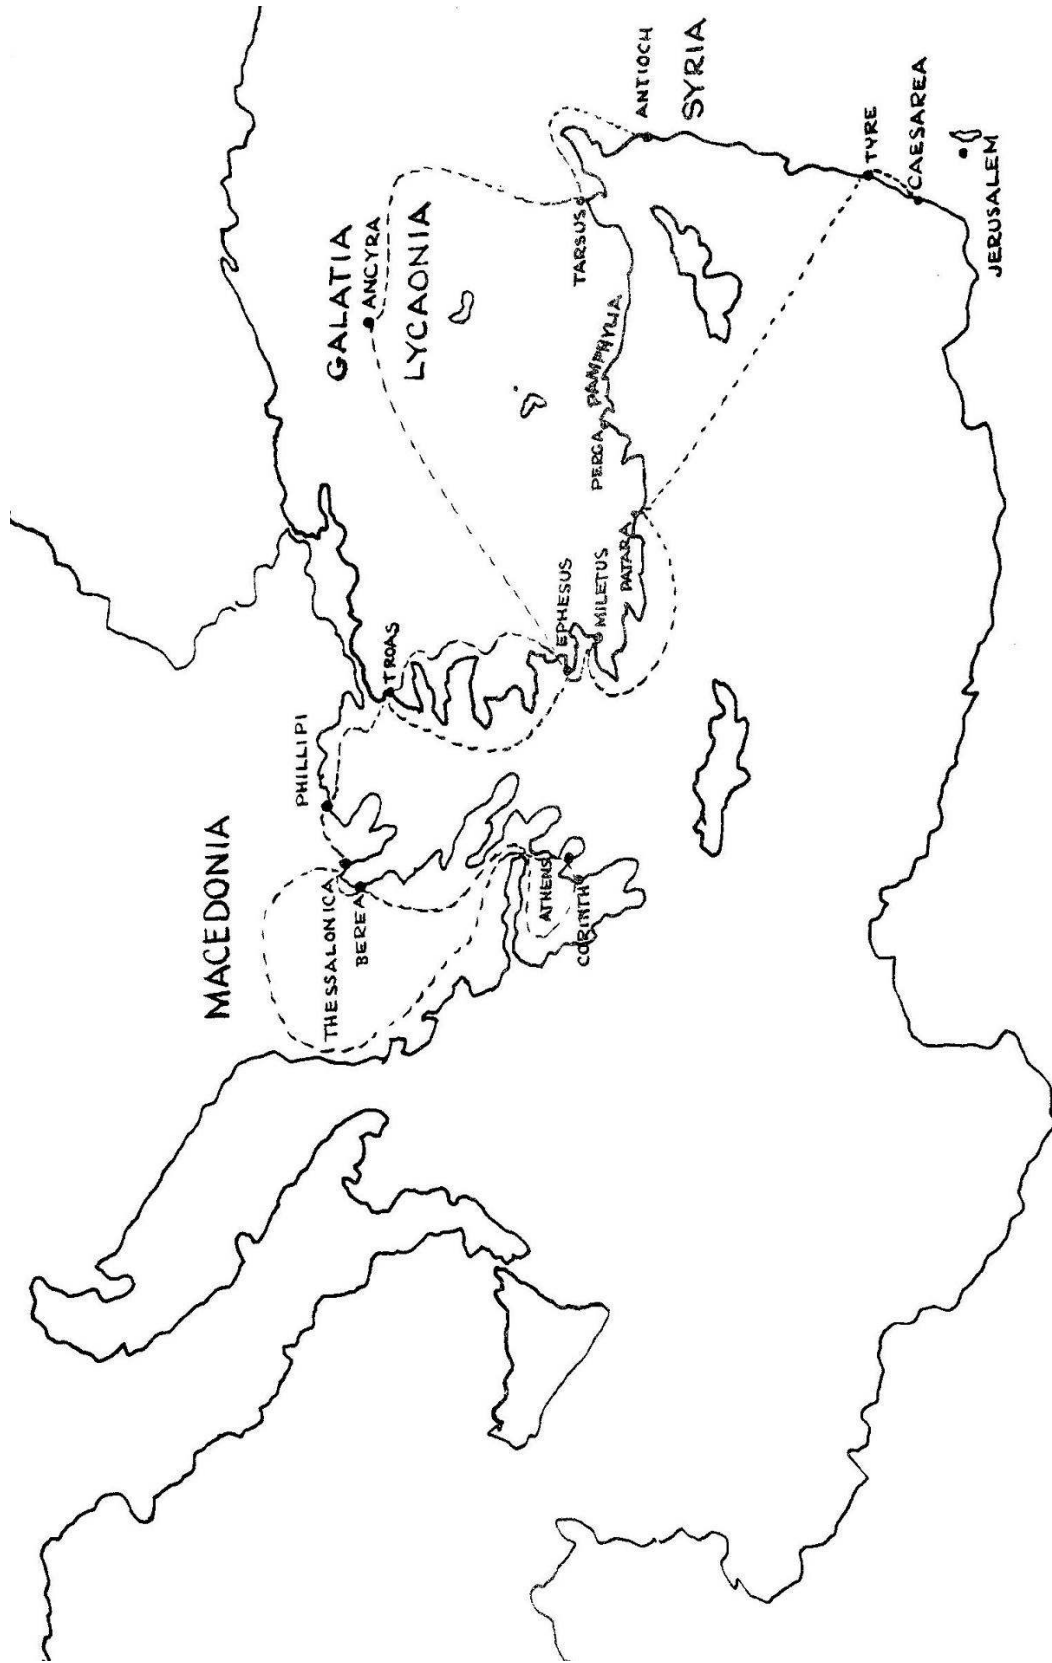 MACEDONIA
PHILLIPI
THESSALONICA
BEREA
TROAS
GALATIA
ANCYRA
LYCAONIA
ATHENS
CORINTH
EPHESUS
MILETUS
PATARA
PERGA
PAMPHYLIA
TARSUS
ANTIOCH
SYRIA
TYRE
CAESAREA
JERUSALEM